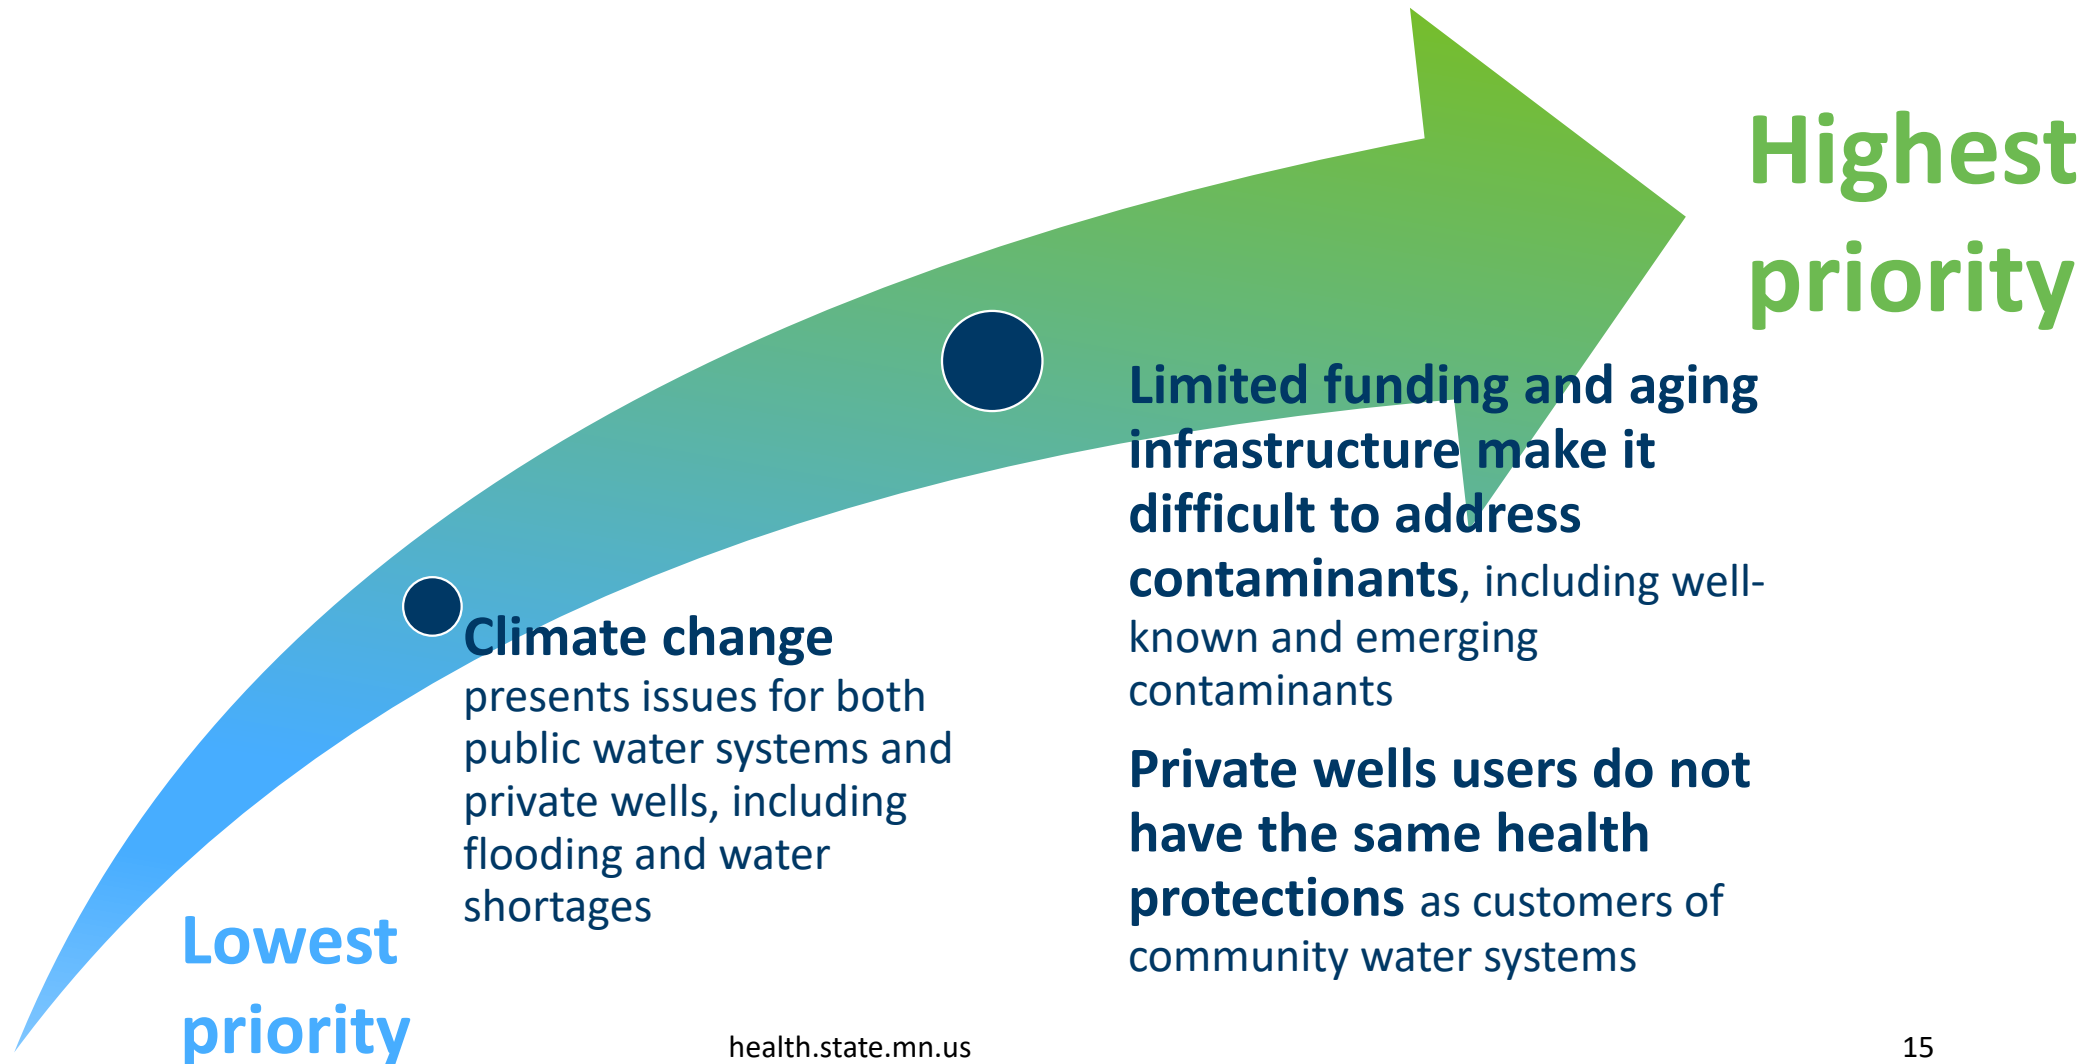 Highest
priority
Limited funding and aging
infrastructure make it
difficult to address
contaminants, including well-
known and emerging
contaminants
Private wells users do not
have the same health
protections as customers of
community water systems
Climate change
presents issues for both
public water systems and
private wells, including
flooding and water
shortages
Lowest
priority
health.state.mn.us
15